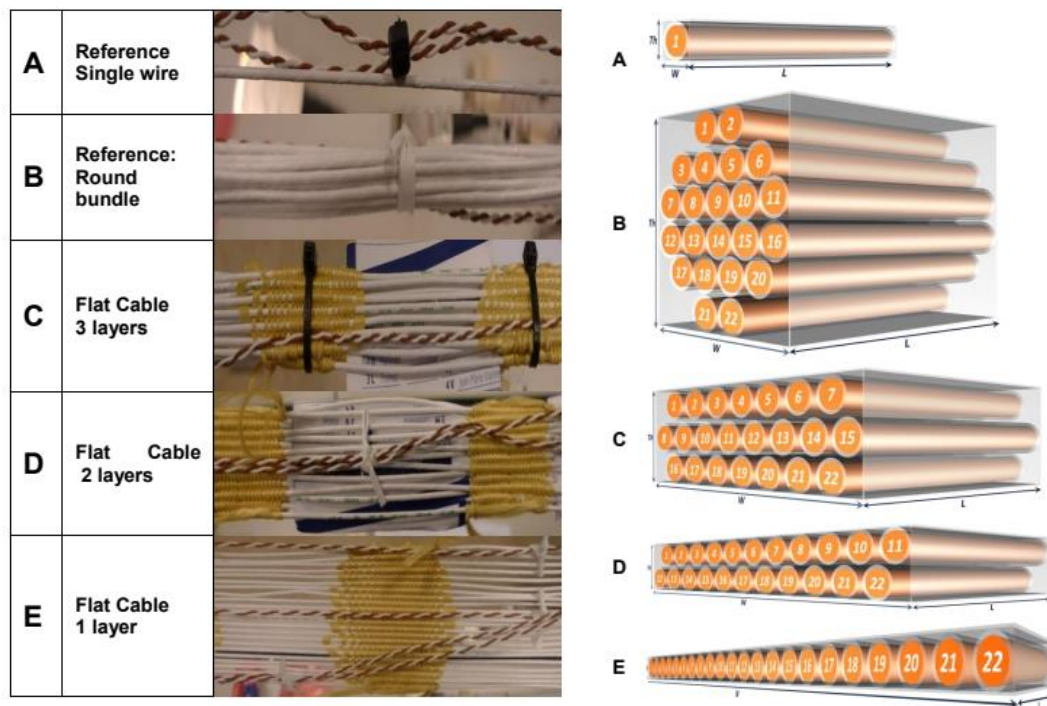 A
Reference
Single wire
B
Reference:
Round
bundle
C
Flat Cable
3 layers
D
Flat Cable
2 layers
E
Flat Cable
1 layer
A
Th
1
W
L
B
Th
1 2
3 4 5 6
7 8 9 10 11
12 13 14 15 16
17 18 19 20
21 22
W
L
C
Th
1 2 3 4 5 6 7
8 9 10 11 12 13 14 15
16 17 18 19 20 21 22
W
L
D
1 2 3 4 5 6 7 8 9 10 11
12 13 14 15 16 17 18 19 20 21 22
W
L
E
11 12 13 14 15 16 17 18 19 20 21 22